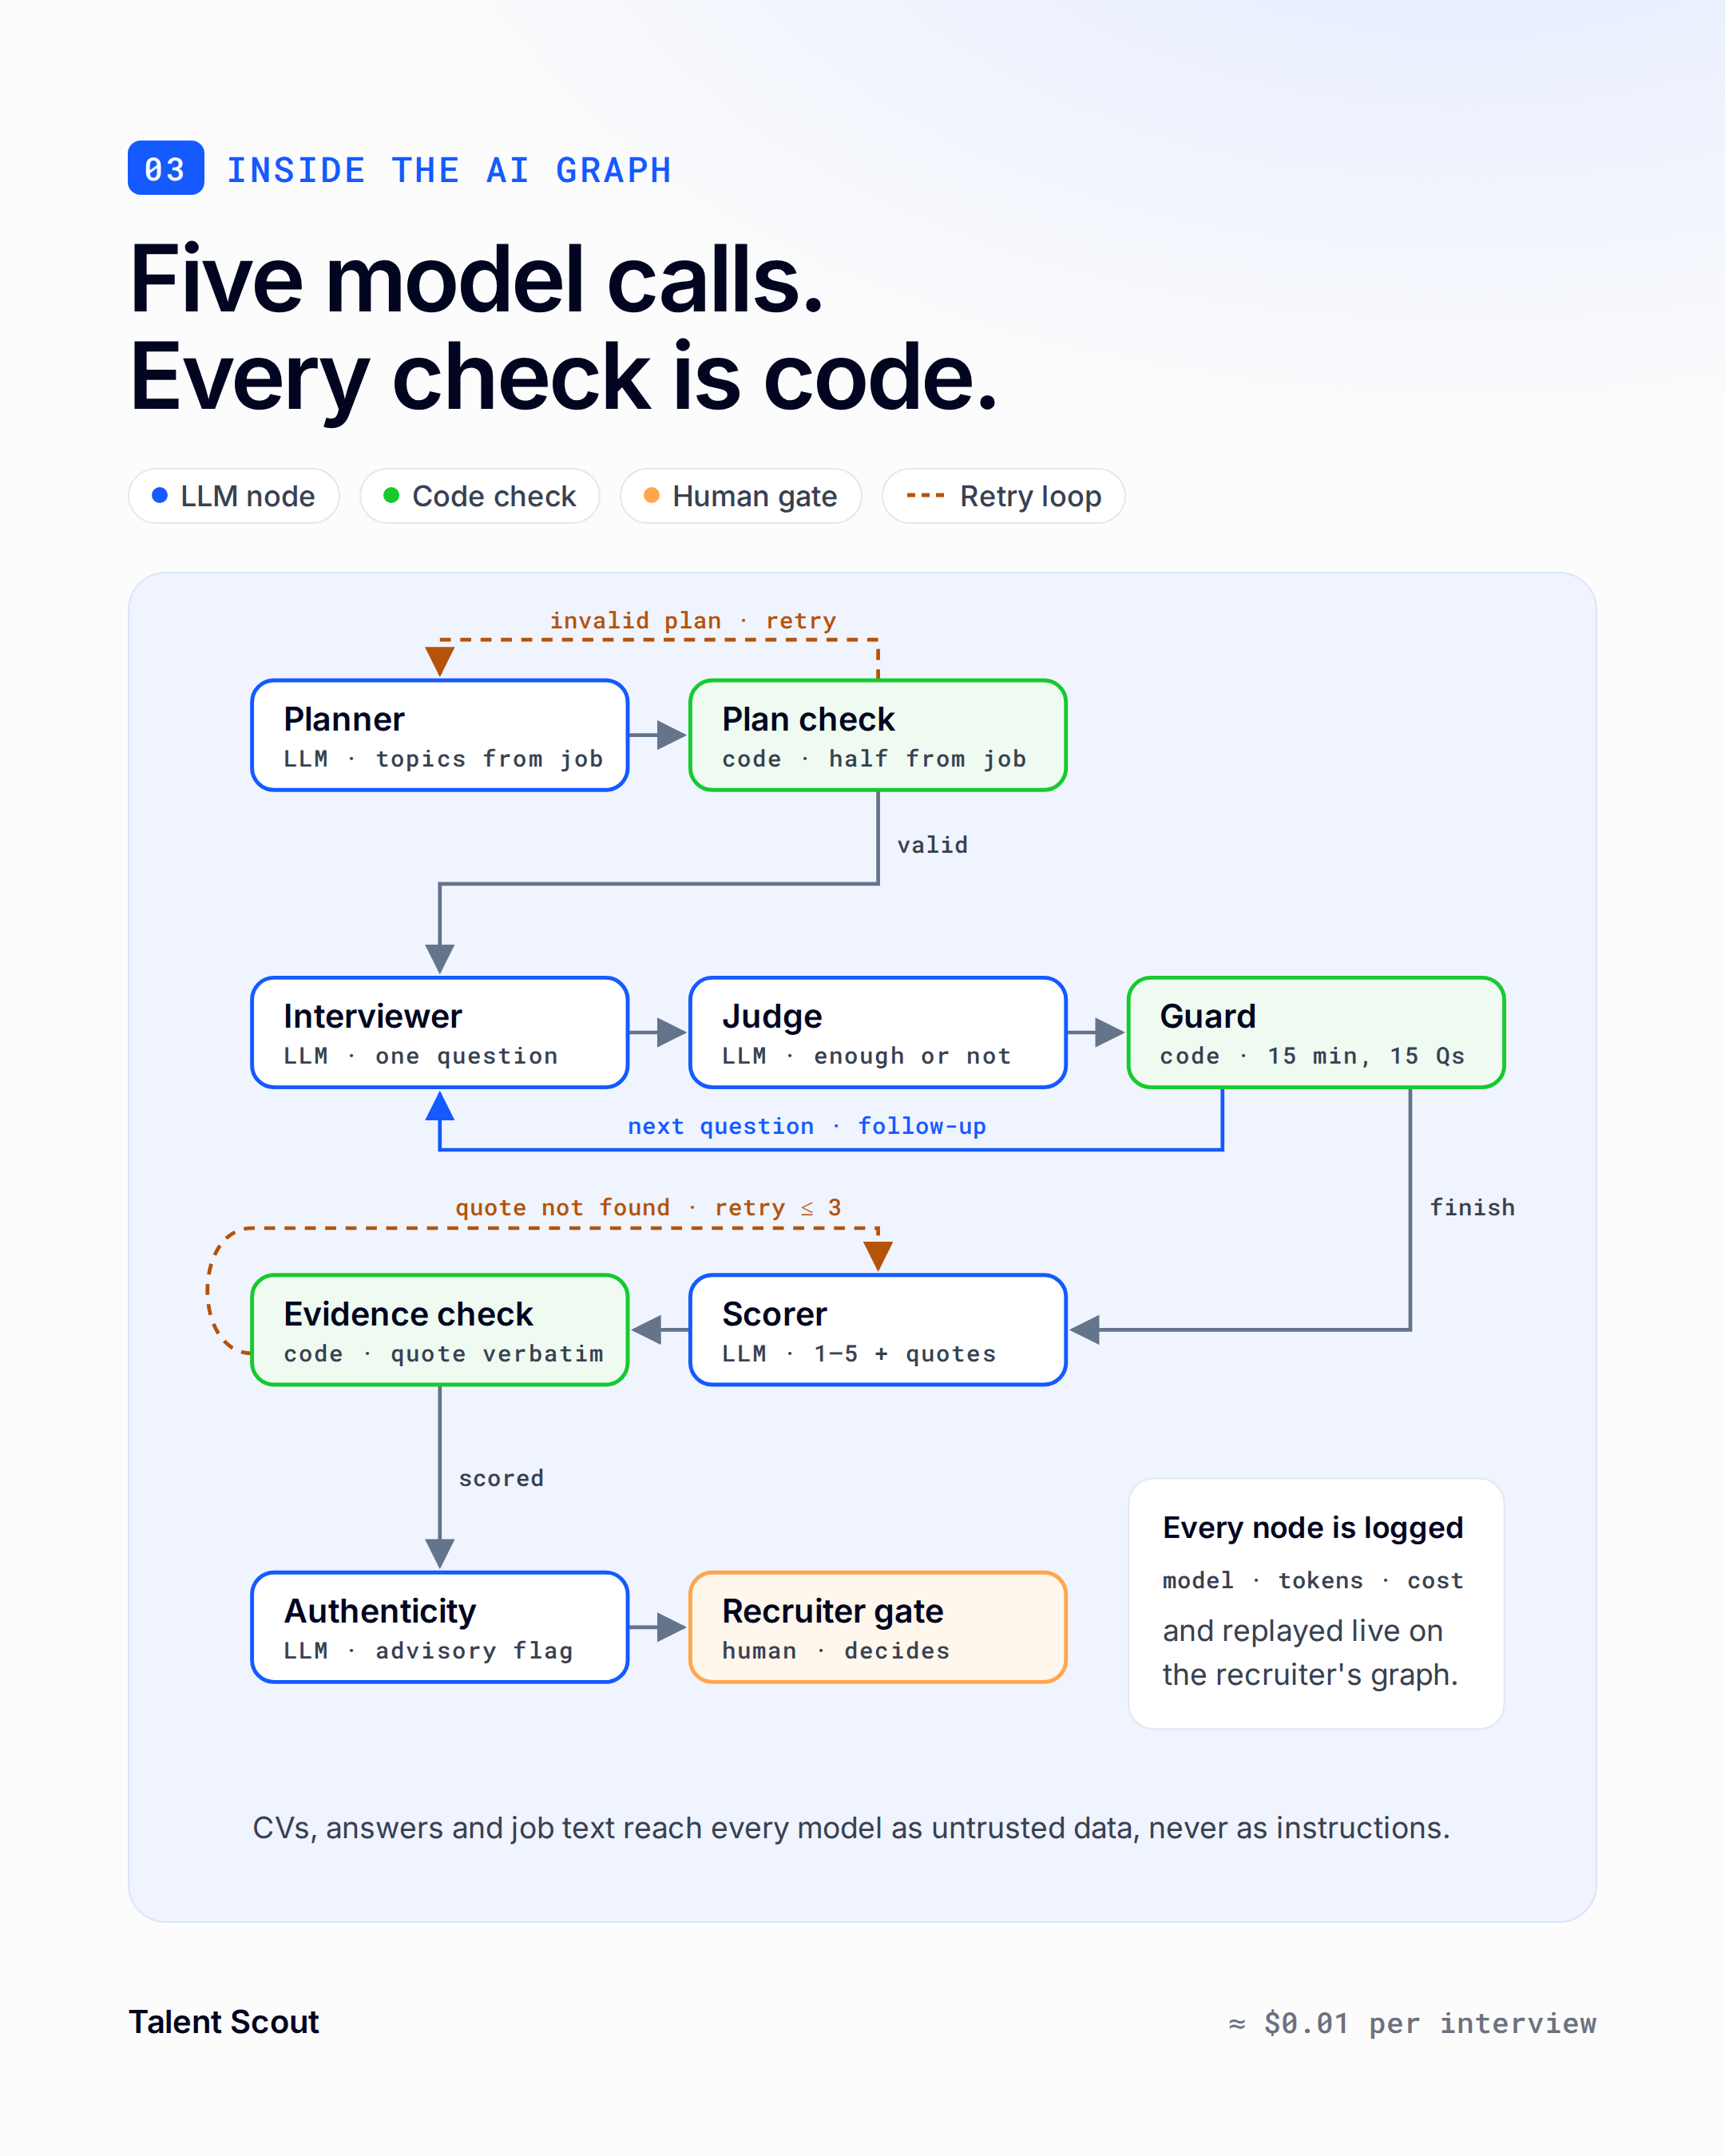 03 INSIDE THE AI GRAPH
Five model calls.
Every check is code.
LLM node
Code check
Human gate
Retry loop
invalid plan · retry
Planner
LLM · topics from job
Plan check
code · half from job
valid
Interviewer
LLM · one question
Judge
LLM · enough or not
Guard
code · 15 min, 15 Qs
next question · follow-up
quote not found · retry ≤ 3
finish
Evidence check
code · quote verbatim
Scorer
LLM · 1–5 + quotes
scored
Every node is logged
model · tokens · cost
and replayed live on
the recruiter's graph.
Authenticity
LLM · advisory flag
Recruiter gate
human · decides
CVs, answers and job text reach every model as untrusted data, never as instructions.
Talent Scout
≈ $0.01 per interview